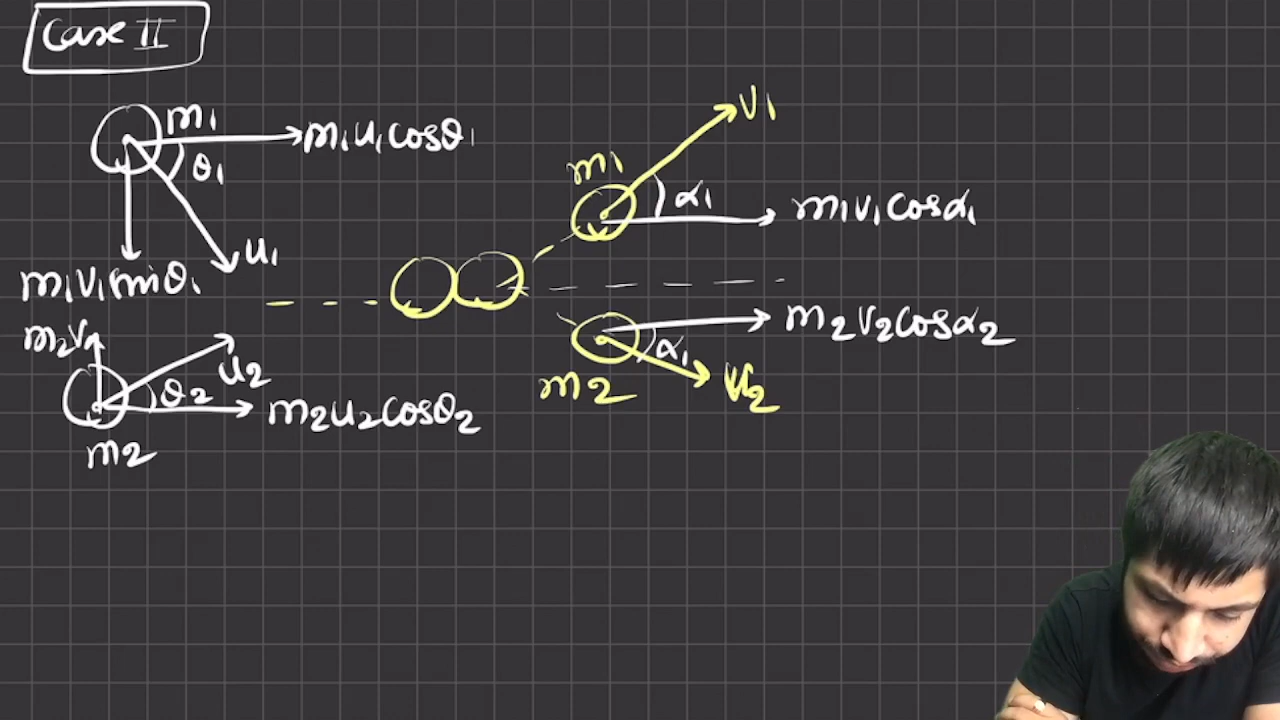 Case II
m1
m1u1cosθ1
θ1
u1
m1v1sinθ1
m2v
u2
θ2
m2u2cosθ2
m2
v1
m1
α1
m1v1cosα1
m2v2cosα2
α1
m2